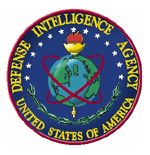 DEFENSE INTELLIGENCE AGENCY
UNITED STATES OF AMERICA